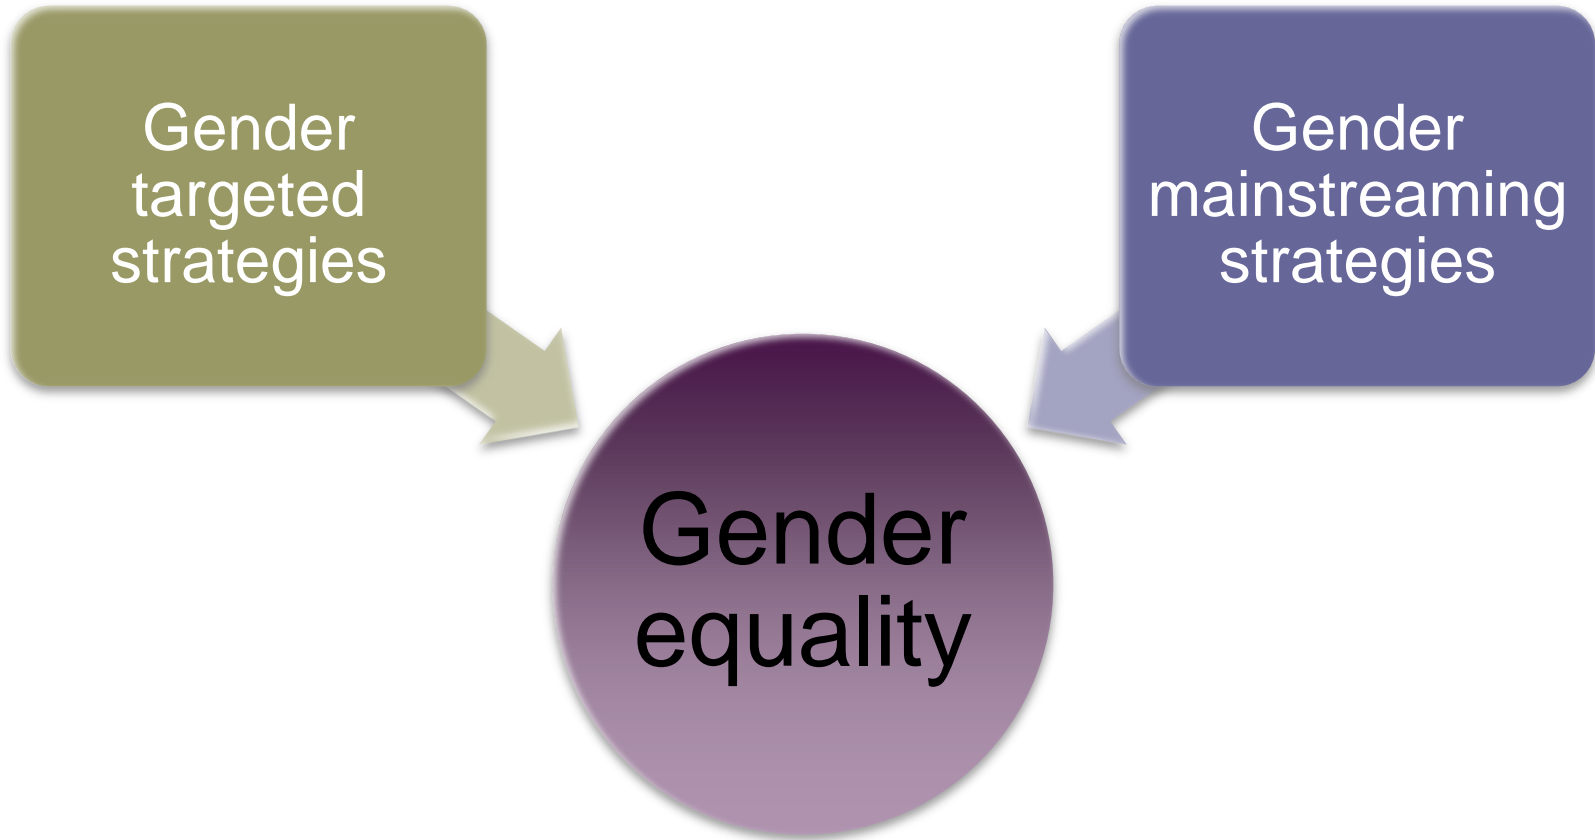 Gender
targeted
strategies
Gender
mainstreaming
strategies
Gender
equality